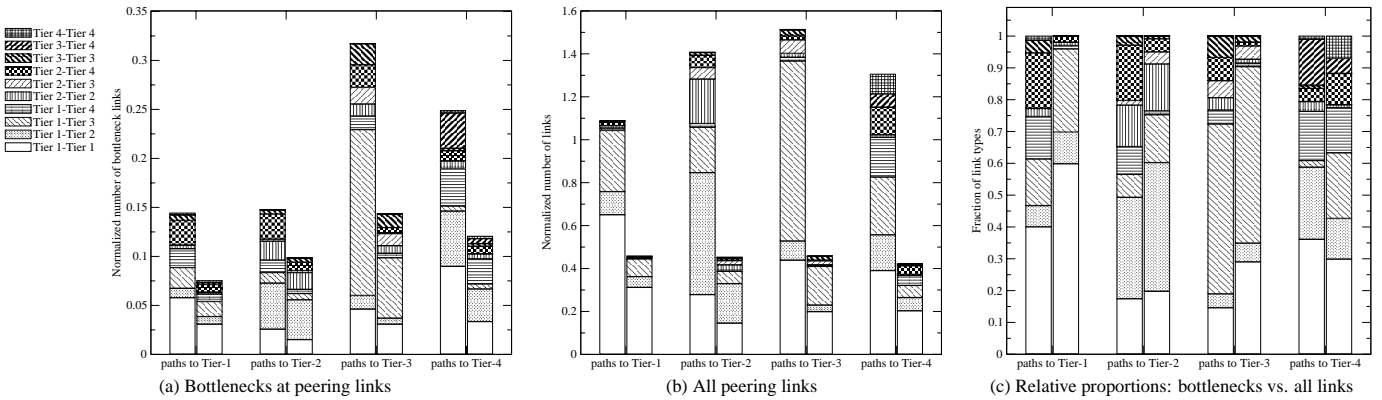 Tier 4-Tier 4
Tier 3-Tier 4
Tier 3-Tier 3
Tier 2-Tier 4
Tier 2-Tier 3
Tier 2-Tier 2
Tier 1-Tier 4
Tier 1-Tier 3
Tier 1-Tier 2
Tier 1-Tier 1
Normalized number of bottleneck links
0.35
0.3
0.25
0.2
0.15
0.1
0.05
0
paths to Tier-1 paths to Tier-2 paths to Tier-3 paths to Tier-4
(a) Bottlenecks at peering links
Normalized number of links
1.6
1.4
1.2
1
0.8
0.6
0.4
0.2
0
paths to Tier-1 paths to Tier-2 paths to Tier-3 paths to Tier-4
(b) All peering links
Fraction of link types
1
0.9
0.8
0.7
0.6
0.5
0.4
0.3
0.2
0.1
0
paths to Tier-1 paths to Tier-2 paths to Tier-3 paths to Tier-4
(c) Relative proportions: bottlenecks vs. all links